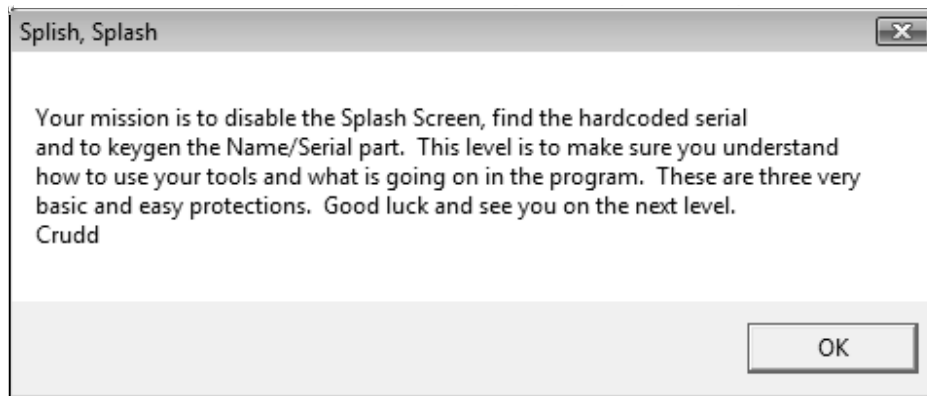 Splish, Splash
Your mission is to disable the Splash Screen, find the hardcoded serial
and to keygen the Name/Serial part.  This level is to make sure you understand
how to use your tools and what is going on in the program.  These are three very
basic and easy protections.  Good luck and see you on the next level.
Crudd
OK